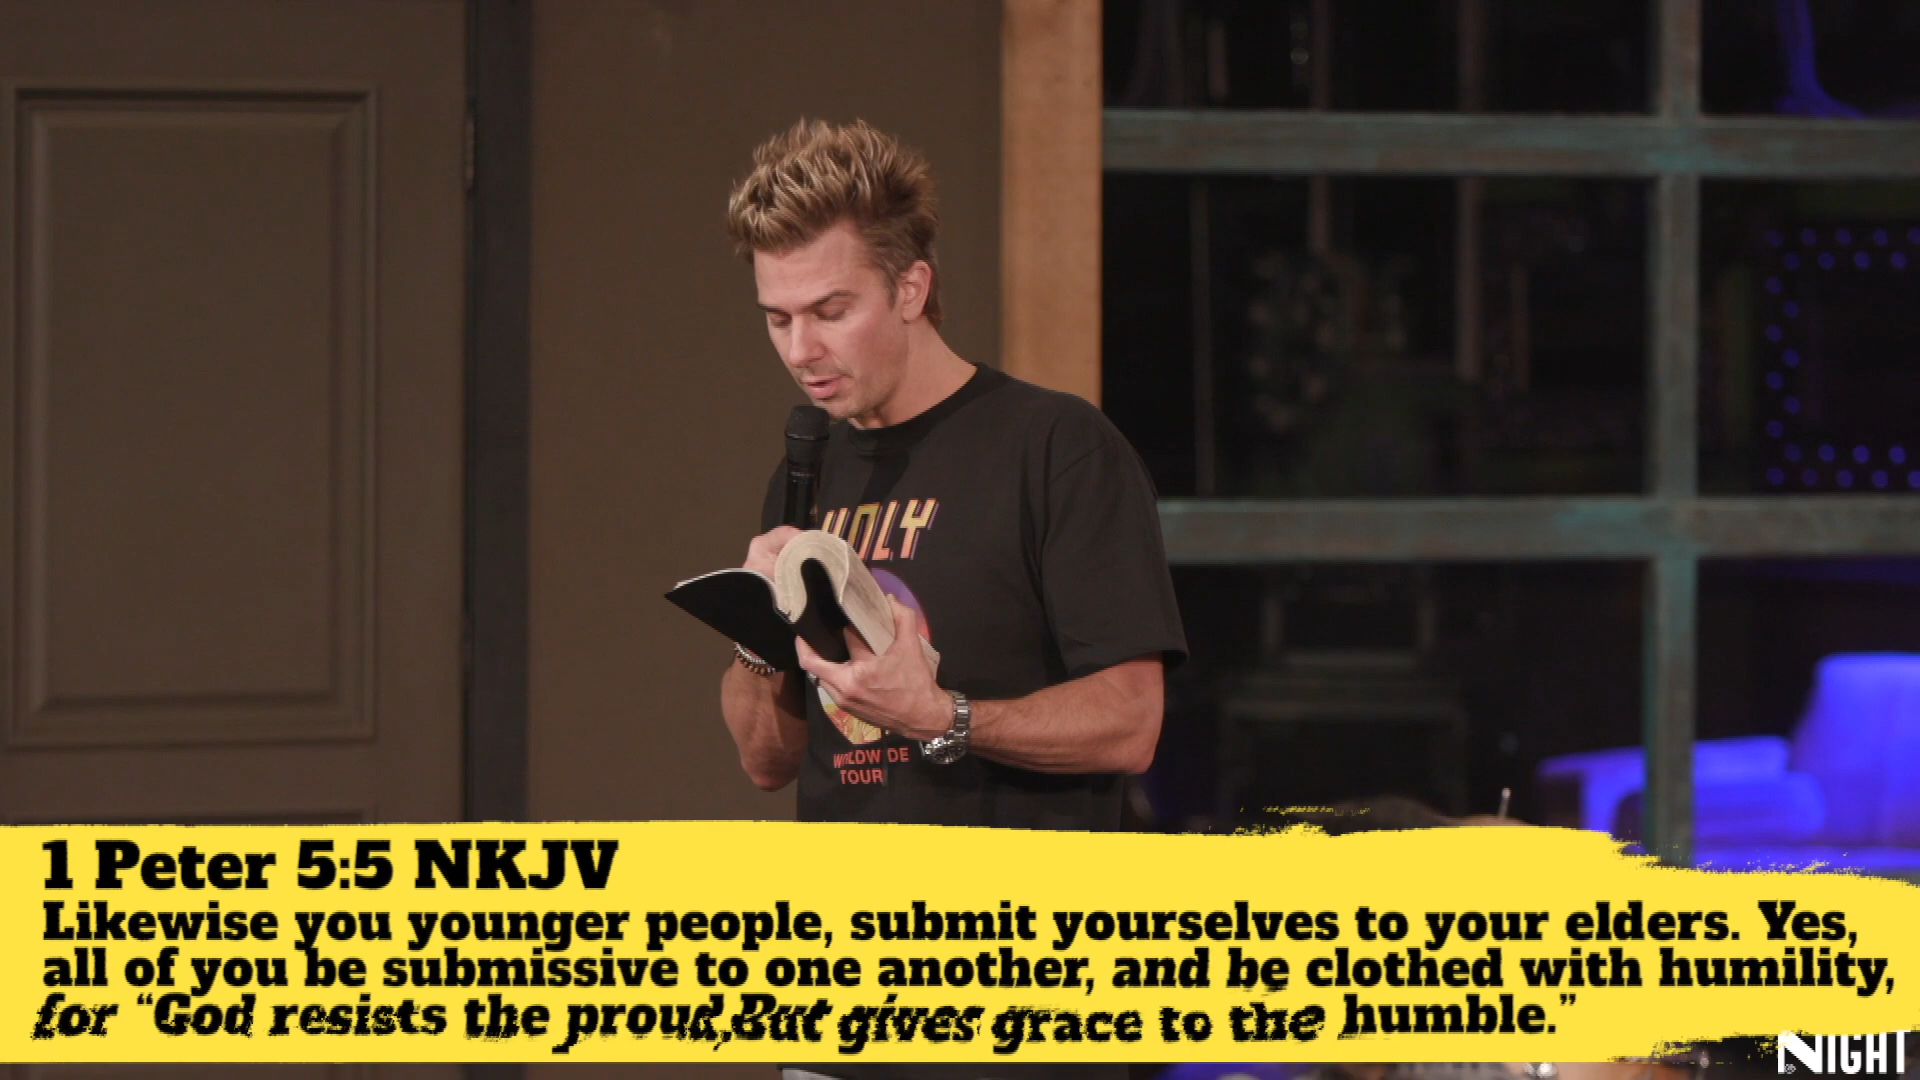 HOLY
WORLDWIDE
TOUR
1 Peter 5:5 NKJV
Likewise you younger people, submit yourselves to your elders. Yes,
all of you be submissive to one another, and be clothed with humility,
for “God resists the proud,But gives grace to the humble.”
NIGHT